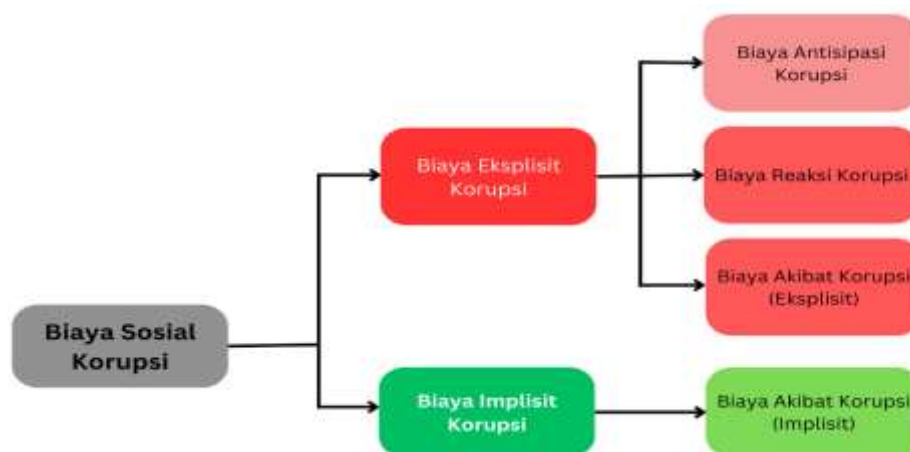 Biaya Antisipasi
Korupsi
Biaya Eksplisit
Korupsi
Biaya Reaksi Korupsi
Biaya Akibat Korupsi
(Eksplisit)
Biaya Sosial
Korupsi
Biaya Implisit
Korupsi
Biaya Akibat Korupsi
(Implisit)